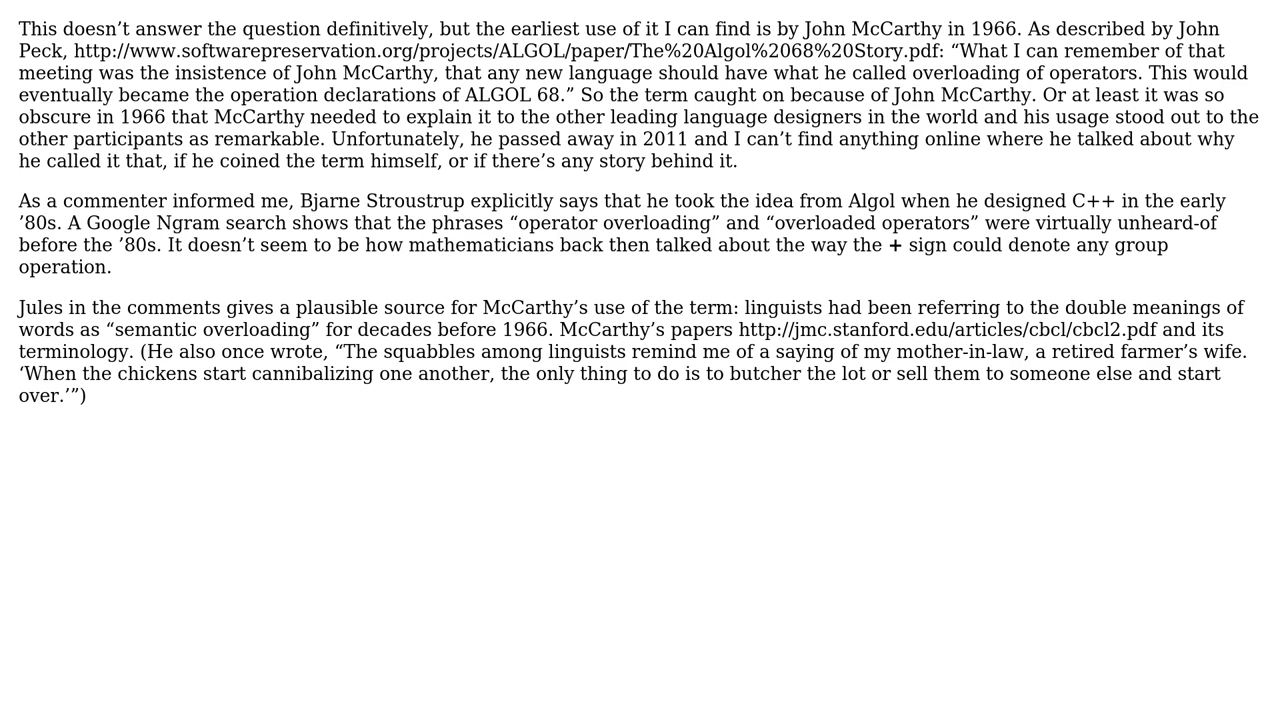 This doesn’t answer the question definitively, but the earliest use of it I can find is by John McCarthy in 1966. As described by John
Peck, http://www.softwarepreservation.org/projects/ALGOL/paper/The%20Algol%2068%20Story.pdf: “What I can remember of that
meeting was the insistence of John McCarthy, that any new language should have what he called overloading of operators. This would
eventually became the operation declarations of ALGOL 68.” So the term caught on because of John McCarthy. Or at least it was so
obscure in 1966 that McCarthy needed to explain it to the other leading language designers in the world and his usage stood out to the
other participants as remarkable. Unfortunately, he passed away in 2011 and I can’t find anything online where he talked about why
he called it that, if he coined the term himself, or if there’s any story behind it.
As a commenter informed me, Bjarne Stroustrup explicitly says that he took the idea from Algol when he designed C++ in the early
’80s. A Google Ngram search shows that the phrases “operator overloading” and “overloaded operators” were virtually unheard-of
before the ’80s. It doesn’t seem to be how mathematicians back then talked about the way the + sign could denote any group
operation.
Jules in the comments gives a plausible source for McCarthy’s use of the term: linguists had been referring to the double meanings of
words as “semantic overloading” for decades before 1966. McCarthy’s papers http://jmc.stanford.edu/articles/cbcl/cbcl2.pdf and its
terminology. (He also once wrote, “The squabbles among linguists remind me of a saying of my mother-in-law, a retired farmer’s wife.
‘When the chickens start cannibalizing one another, the only thing to do is to butcher the lot or sell them to someone else and start
over.’”)